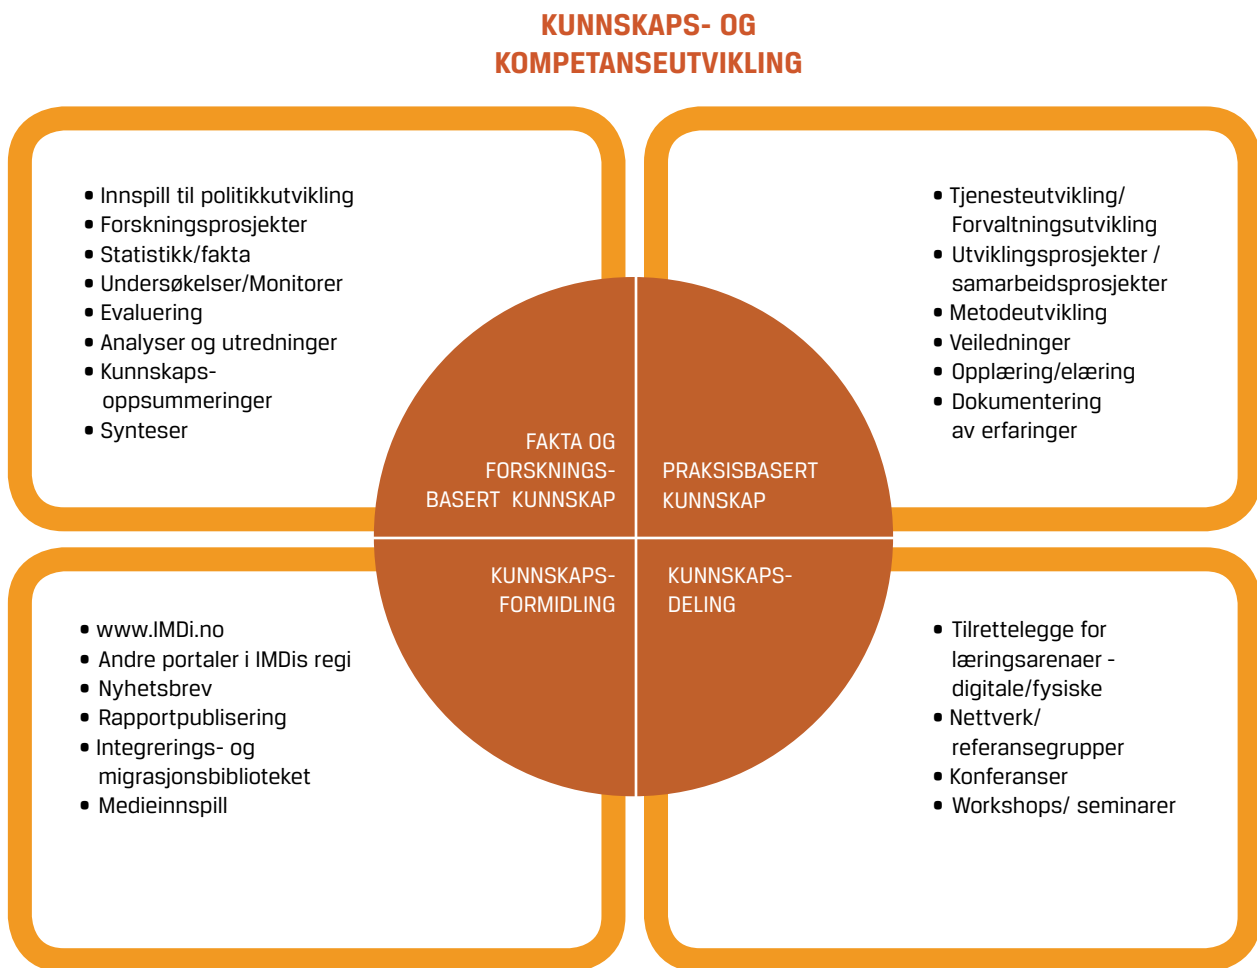 KUNNSKAPS- OG
KOMPETANSEUTVIKLING
• Innspill til politikkutvikling
• Forskningsprosjekter
• Statistikk/fakta
• Undersøkelser/Monitorer
• Evaluering
• Analyser og utredninger
• Kunnskaps-
oppsummeringer
• Synteser
• Tjenesteutvikling/
Forvaltningsutvikling
• Utviklingsprosjekter /
samarbeidsprosjekter
• Metodeutvikling
• Veiledninger
• Opplæring/elæring
• Dokumentering
av erfaringer
FAKTA OG
FORSKNINGS-
BASERT KUNNSKAP
PRAKSISBASERT
KUNNSKAP
KUNNSKAPS-
FORMIDLING
KUNNSKAPS-
DELING
• www.IMDi.no
• Andre portaler i IMDis regi
• Nyhetsbrev
• Rapportpublisering
• Integrerings- og
migrasjonsbiblioteket
• Medieinnspill
• Tilrettelegge for
læringsarenaer -
digitale/fysiske
• Nettverk/
referansegrupper
• Konferanser
• Workshops/ seminarer